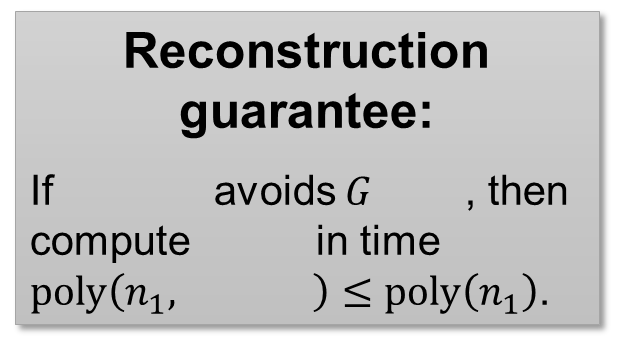 Reconstruction
guarantee:
If avoids G , then
compute in time
poly(n₁, ) ≤ poly(n₁).